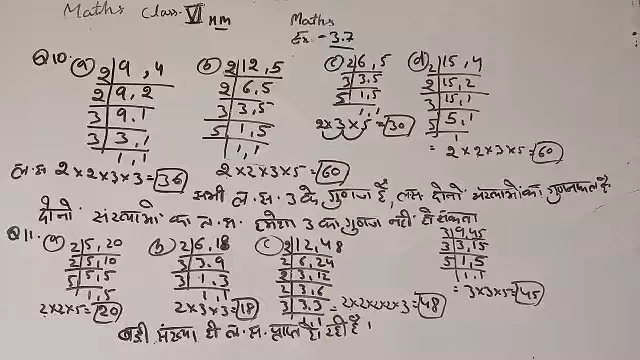 Maths Class-VI HM Maths
Ex - 3.7
Q10. (a) 2|9, 4 (b) 2|12, 5 (c) 2|6, 5 (d) 2|15, 4
2|9, 2 2|6, 5 3|3, 5 2|15, 2
3|9, 1 3|3, 5 5|1, 5 3|15, 1
3|3, 1 5|1, 5 1, 1 5|5, 1
1, 1 1, 1 2×3×5=30 1
ल.स 2×2×3×3=36 2×2×3×5=60 = 2×2×3×5=60
सभी ल.स. 3 के गुणज है, दोनों संख्याओं का गुणनफल है
दोनों संख्याओं का ल.स. हमेशा 3 का गुणज नहीं हो सकता
Q11. (a) 2|5, 20 (b) 2|6, 18 (c) 2|12, 48 3|9, 45
2|5, 10 3|3, 9 2|6, 24 3|3, 15
5|5, 5 3|1, 3 2|3, 12 5|1, 5
1, 5 1, 1 2|3, 6 1, 1
2×2×5=20 2×3×3=18 3|3, 3 = 2×2×2×2×3=48 = 3×3×5=45
1, 1
बड़ी संख्या ही ल.स. प्राप्त हो रही है।